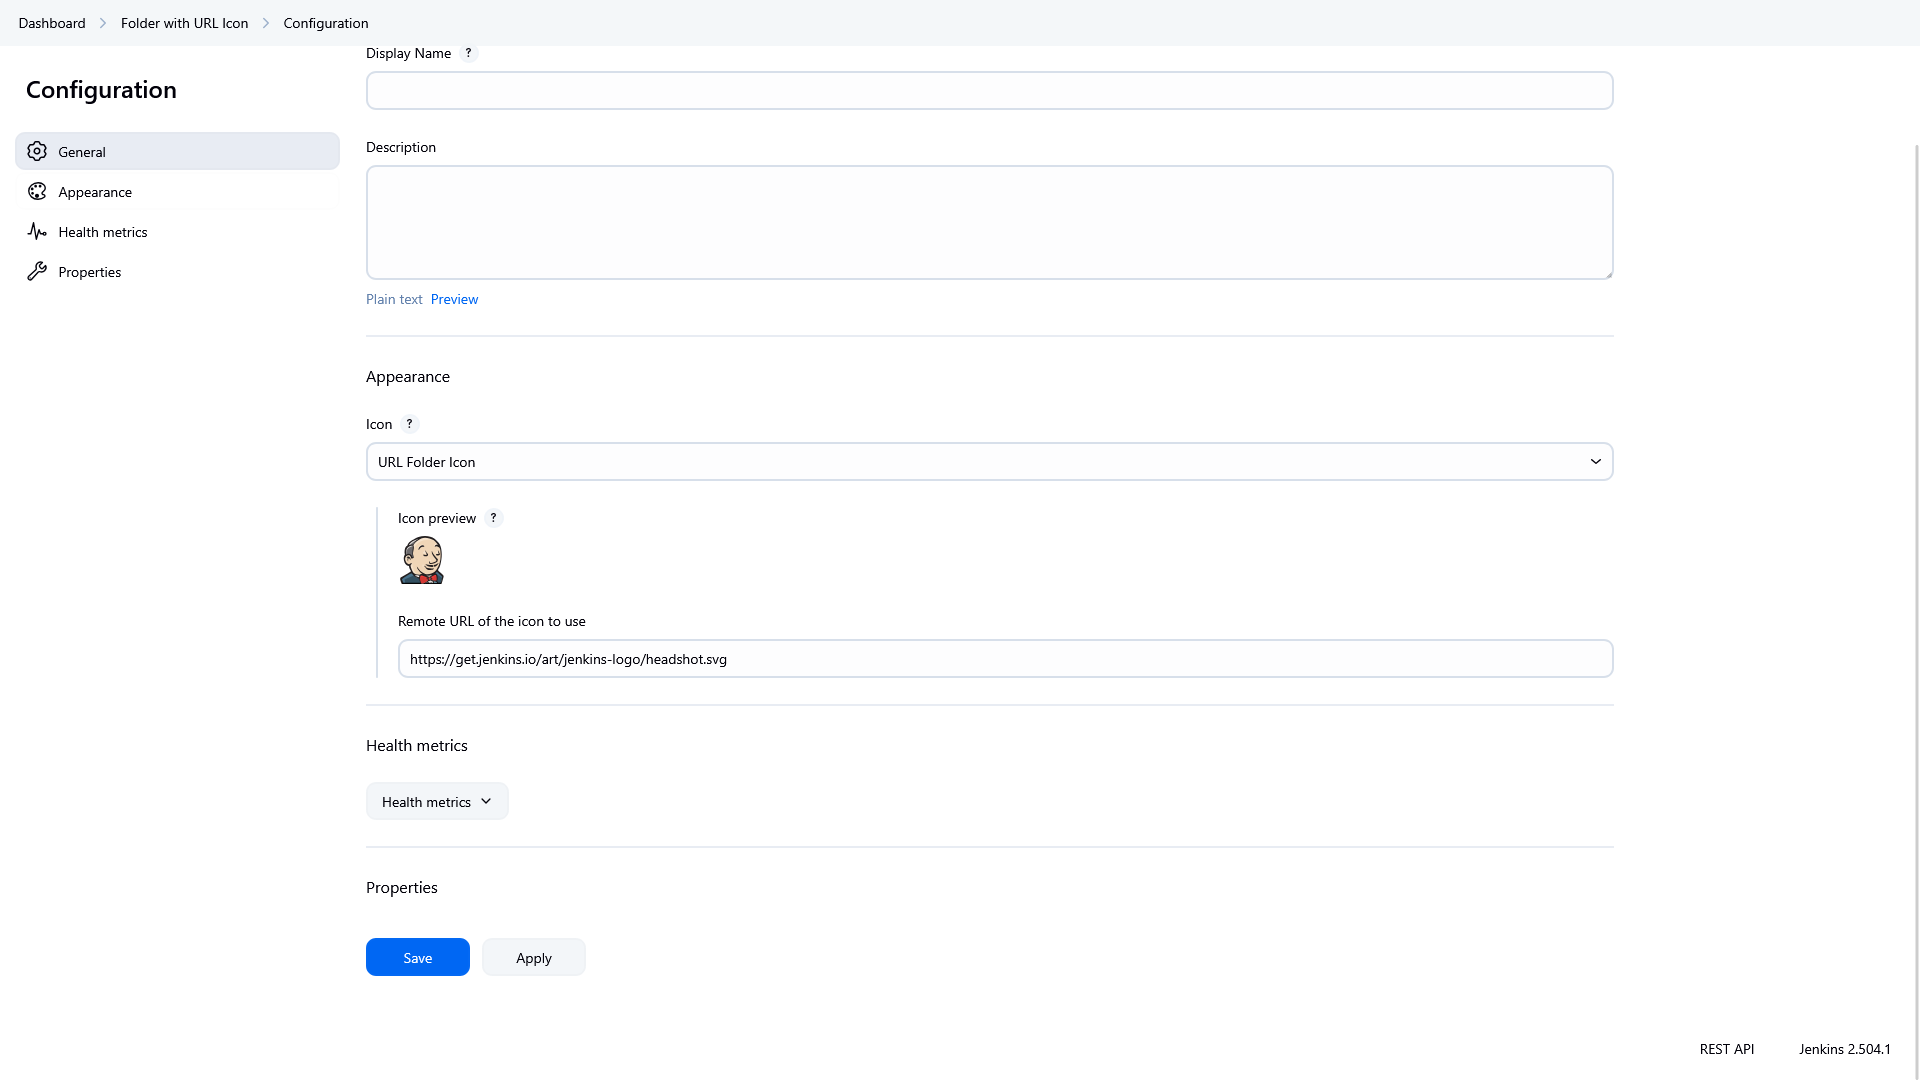 Dashboard
Folder with URL Icon
Configuration
Configuration
General
Appearance
Health metrics
Properties
Display Name ?
Description
Plain text Preview
Appearance
Icon ?
URL Folder Icon
Icon preview ?
Remote URL of the icon to use
https://get.jenkins.io/art/jenkins-logo/headshot.svg
Health metrics
Health metrics
Properties
Save
Apply
REST API
Jenkins 2.504.1